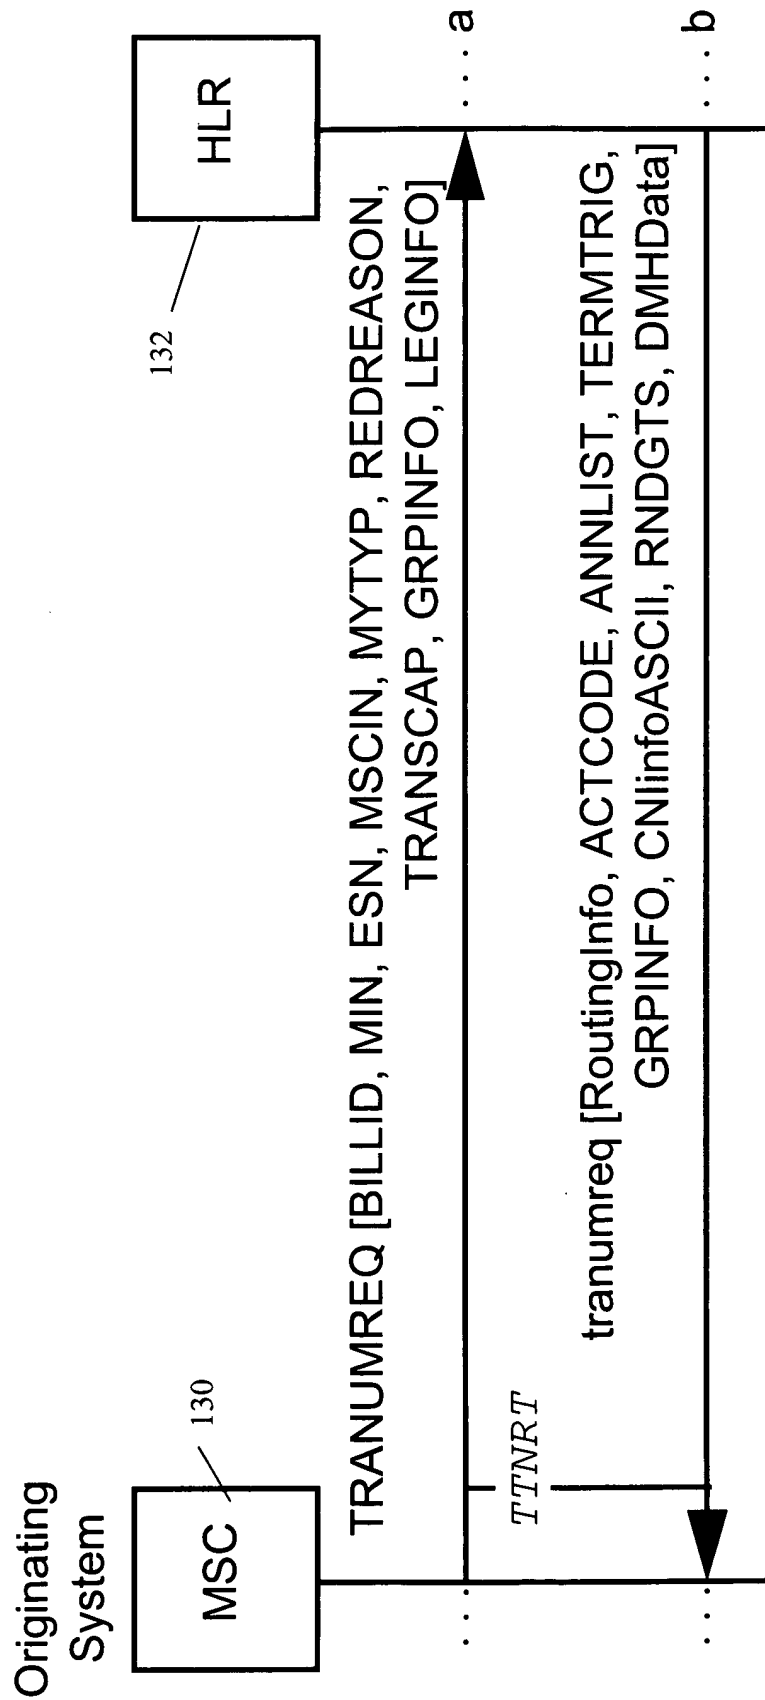 Originating
System
MSC
130
HLR
132
TRANUMREQ [BILLID, MIN, ESN, MSCIN, MYTYP, REDREASON,
TRANSCAP, GRPINFO, LEGINFO]
· · · a
TTNRT
tranumreq [RoutingInfo, ACTCODE, ANNLIST, TERMTRIG,
GRPINFO, CNIinfoASCII, RNDGTS, DMHData]
· · · b